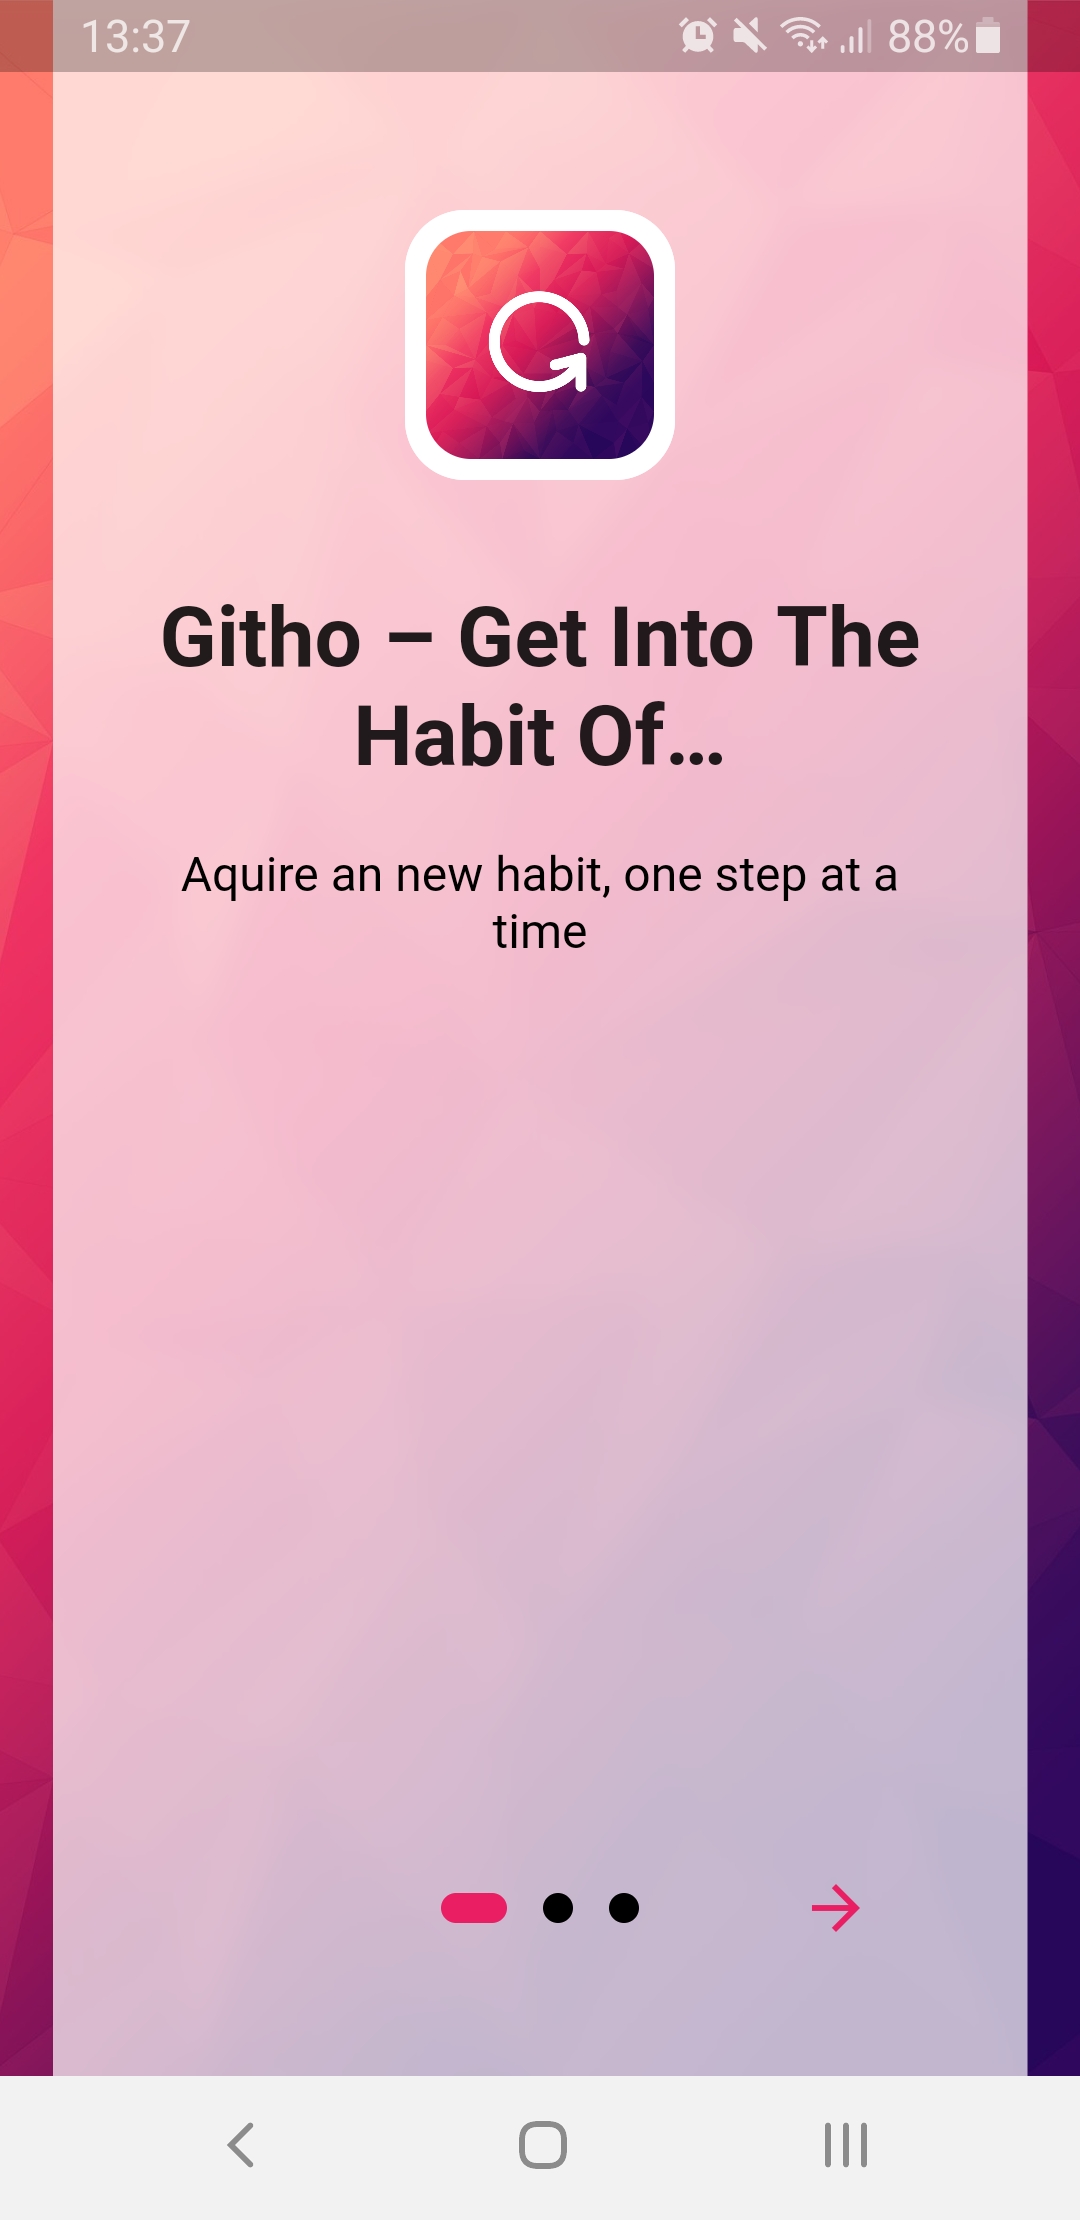 13:37 88%
Githo – Get Into The
Habit Of…
Aquire an new habit, one step at a
time